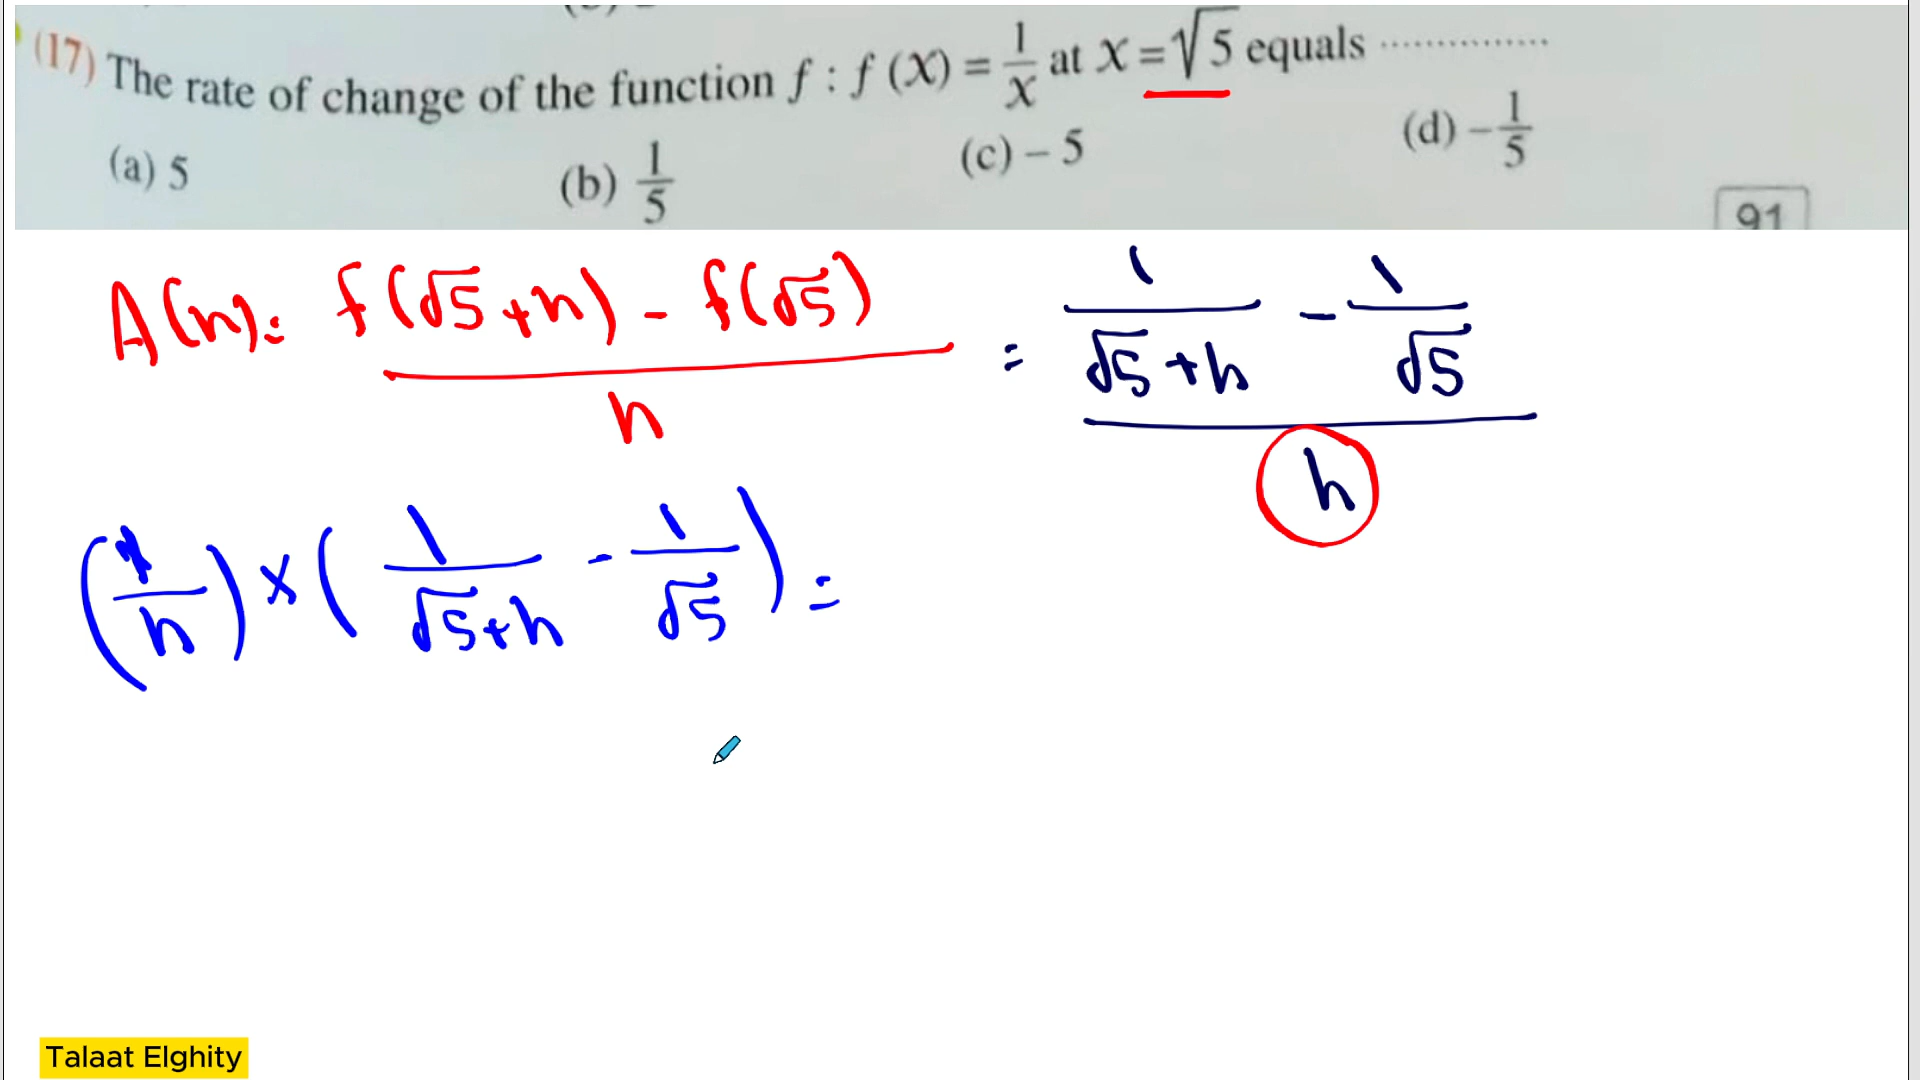 (17) The rate of change of the function f : f (X) = 1/X at X = √5 equals ...............
(a) 5 (b) 1/5 (c) – 5 (d) – 1/5
91
A(h) = (f(√5 + h) - f(√5)) / h = (1/(√5 + h) - 1/√5) / h
(1/h) × (1/(√5 + h) - 1/√5) =
Talaat Elghity